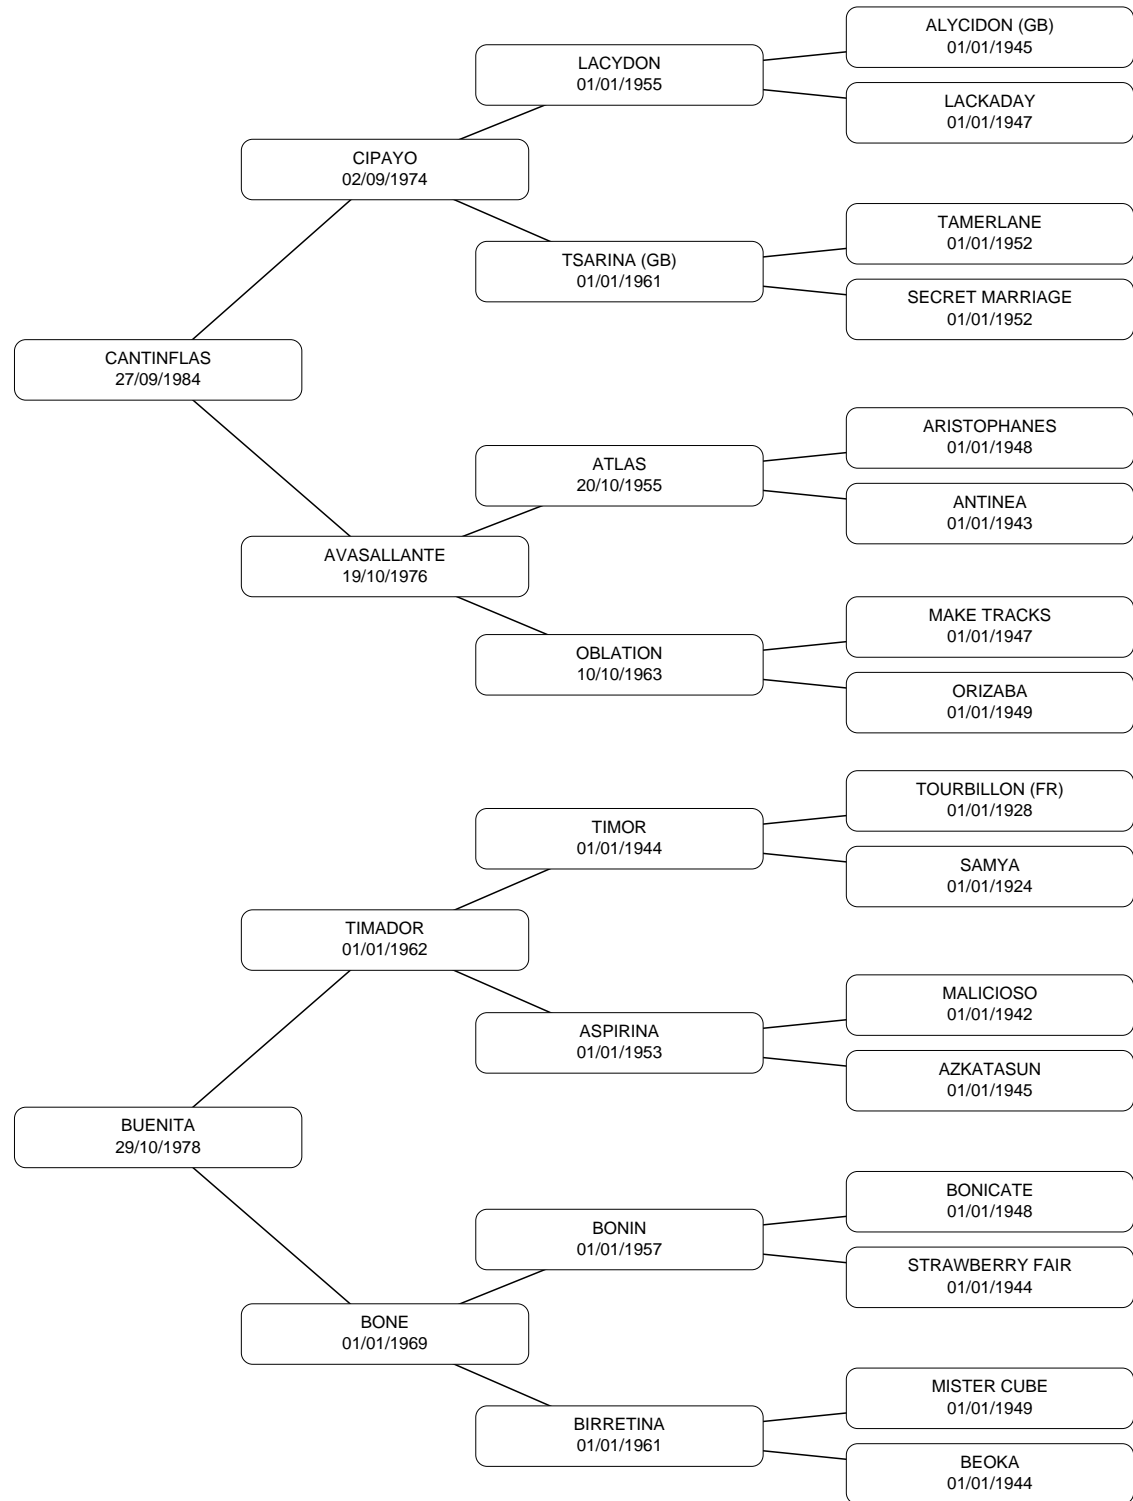 ALYCIDON (GB)
01/01/1945
LACYDON
01/01/1955
LACKADAY
01/01/1947
CIPAYO
02/09/1974
TAMERLANE
01/01/1952
TSARINA (GB)
01/01/1961
SECRET MARRIAGE
01/01/1952
CANTINFLAS
27/09/1984
ARISTOPHANES
01/01/1948
ATLAS
20/10/1955
ANTINEA
01/01/1943
AVASALLANTE
19/10/1976
MAKE TRACKS
01/01/1947
OBLATION
10/10/1963
ORIZABA
01/01/1949
TOURBILLON (FR)
01/01/1928
TIMOR
01/01/1944
SAMYA
01/01/1924
TIMADOR
01/01/1962
MALICIOSO
01/01/1942
ASPIRINA
01/01/1953
AZKATASUN
01/01/1945
BUENITA
29/10/1978
BONICATE
01/01/1948
BONIN
01/01/1957
STRAWBERRY FAIR
01/01/1944
BONE
01/01/1969
MISTER CUBE
01/01/1949
BIRRETINA
01/01/1961
BEOKA
01/01/1944